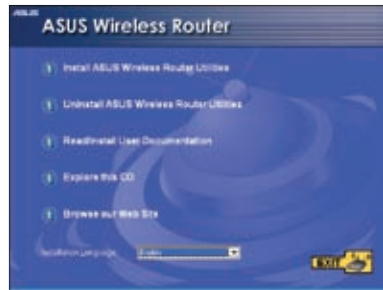 ASUS
ASUS Wireless Router
Install ASUS Wireless Router Utilities
Uninstall ASUS Wireless Router Utilities
Read/Install User Documentation
Explore this CD
Browse our Web Site
Installation Language:
English
EXIT